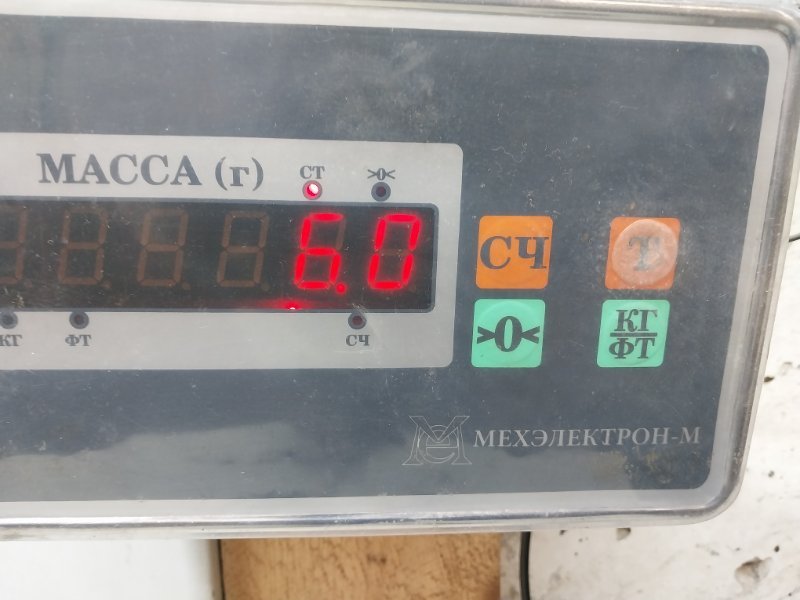 МАССА (г)
СТ >0<
6.0
КГ ФТ СЧ
СЧ Т
>0< КГ
ФТ
МЕХЭЛЕКТРОН-М